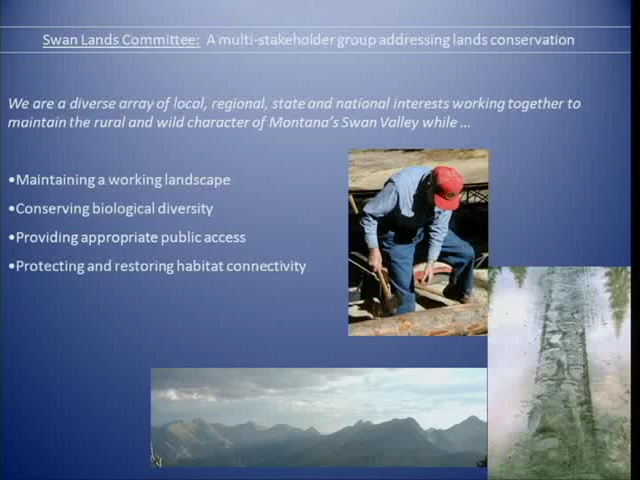 Swan Lands Committee: A multi-stakeholder group addressing lands conservation
We are a diverse array of local, regional, state and national interests working together to
maintain the rural and wild character of Montana's Swan Valley while ...
•Maintaining a working landscape
•Conserving biological diversity
•Providing appropriate public access
•Protecting and restoring habitat connectivity